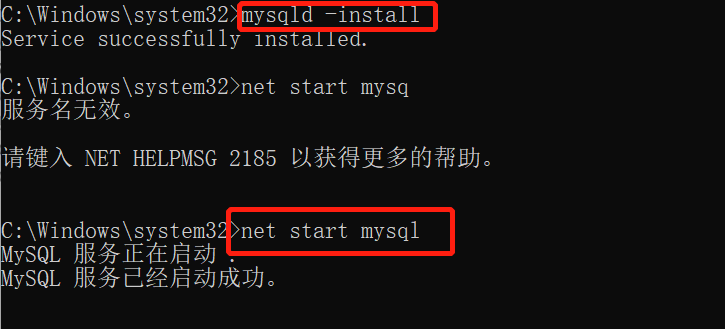 C:\Windows\system32>mysqld -install
Service successfully installed.
C:\Windows\system32>net start mysq
服务名无效。
请键入 NET HELPMSG 2185 以获得更多的帮助。
C:\Windows\system32>net start mysql
MySQL 服务正在启动 .
MySQL 服务已经启动成功。